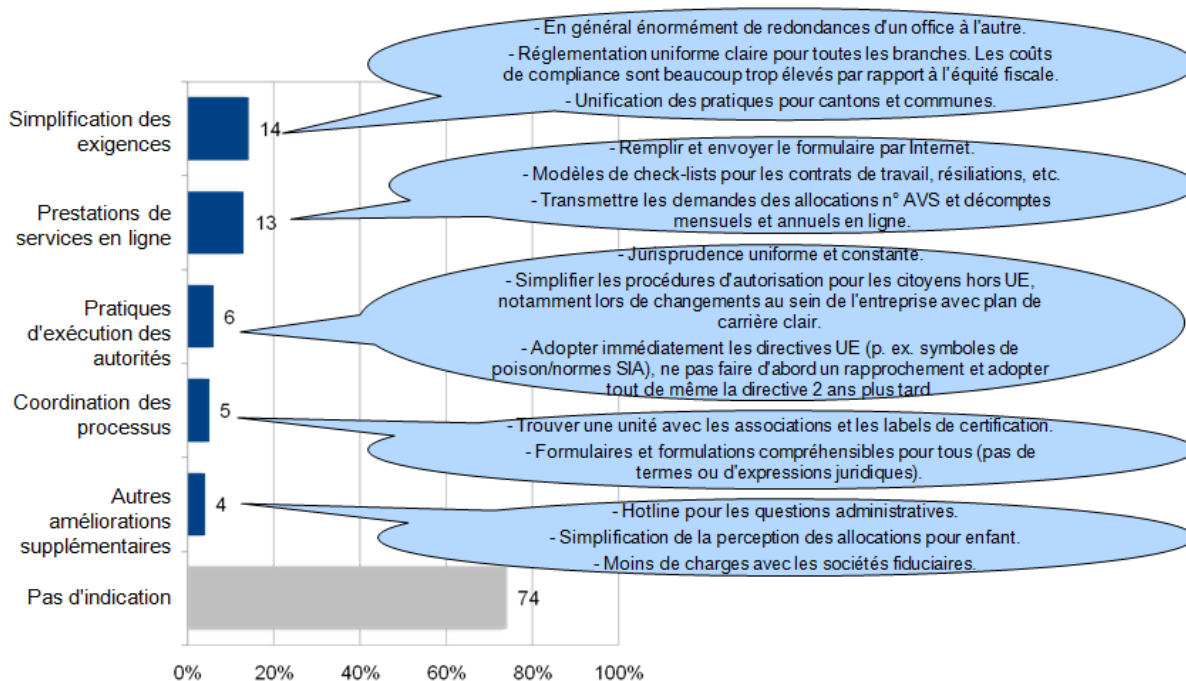 - En général énormément de redondances d'un office à l'autre.
- Réglementation uniforme claire pour toutes les branches. Les coûts
de compliance sont beaucoup trop élevés par rapport à l'équité fiscale.
- Unification des pratiques pour cantons et communes.
Simplification des
exigences
14
- Remplir et envoyer le formulaire par Internet.
- Modèles de check-lists pour les contrats de travail, résiliations, etc.
- Transmettre les demandes des allocations n° AVS et décomptes
mensuels et annuels en ligne.
Prestations de
services en ligne
13
- Jurisprudence uniforme et constante.
- Simplifier les procédures d'autorisation pour les citoyens hors UE,
notamment lors de changements au sein de l'entreprise avec plan de
carrière clair.
- Adopter immédiatement les directives UE (p. ex. symboles de
poison/normes SIA), ne pas faire d'abord un rapprochement et adopter
tout de même la directive 2 ans plus tard.
Pratiques
d'exécution des
autorités
6
Coordination des
processus
5
- Trouver une unité avec les associations et les labels de certification.
- Formulaires et formulations compréhensibles pour tous (pas de
termes ou d'expressions juridiques).
Autres
améliorations
supplémentaires
4
- Hotline pour les questions administratives.
- Simplification de la perception des allocations pour enfant.
- Moins de charges avec les sociétés fiduciaires.
Pas d'indication
74
0% 20% 40% 60% 80% 100%